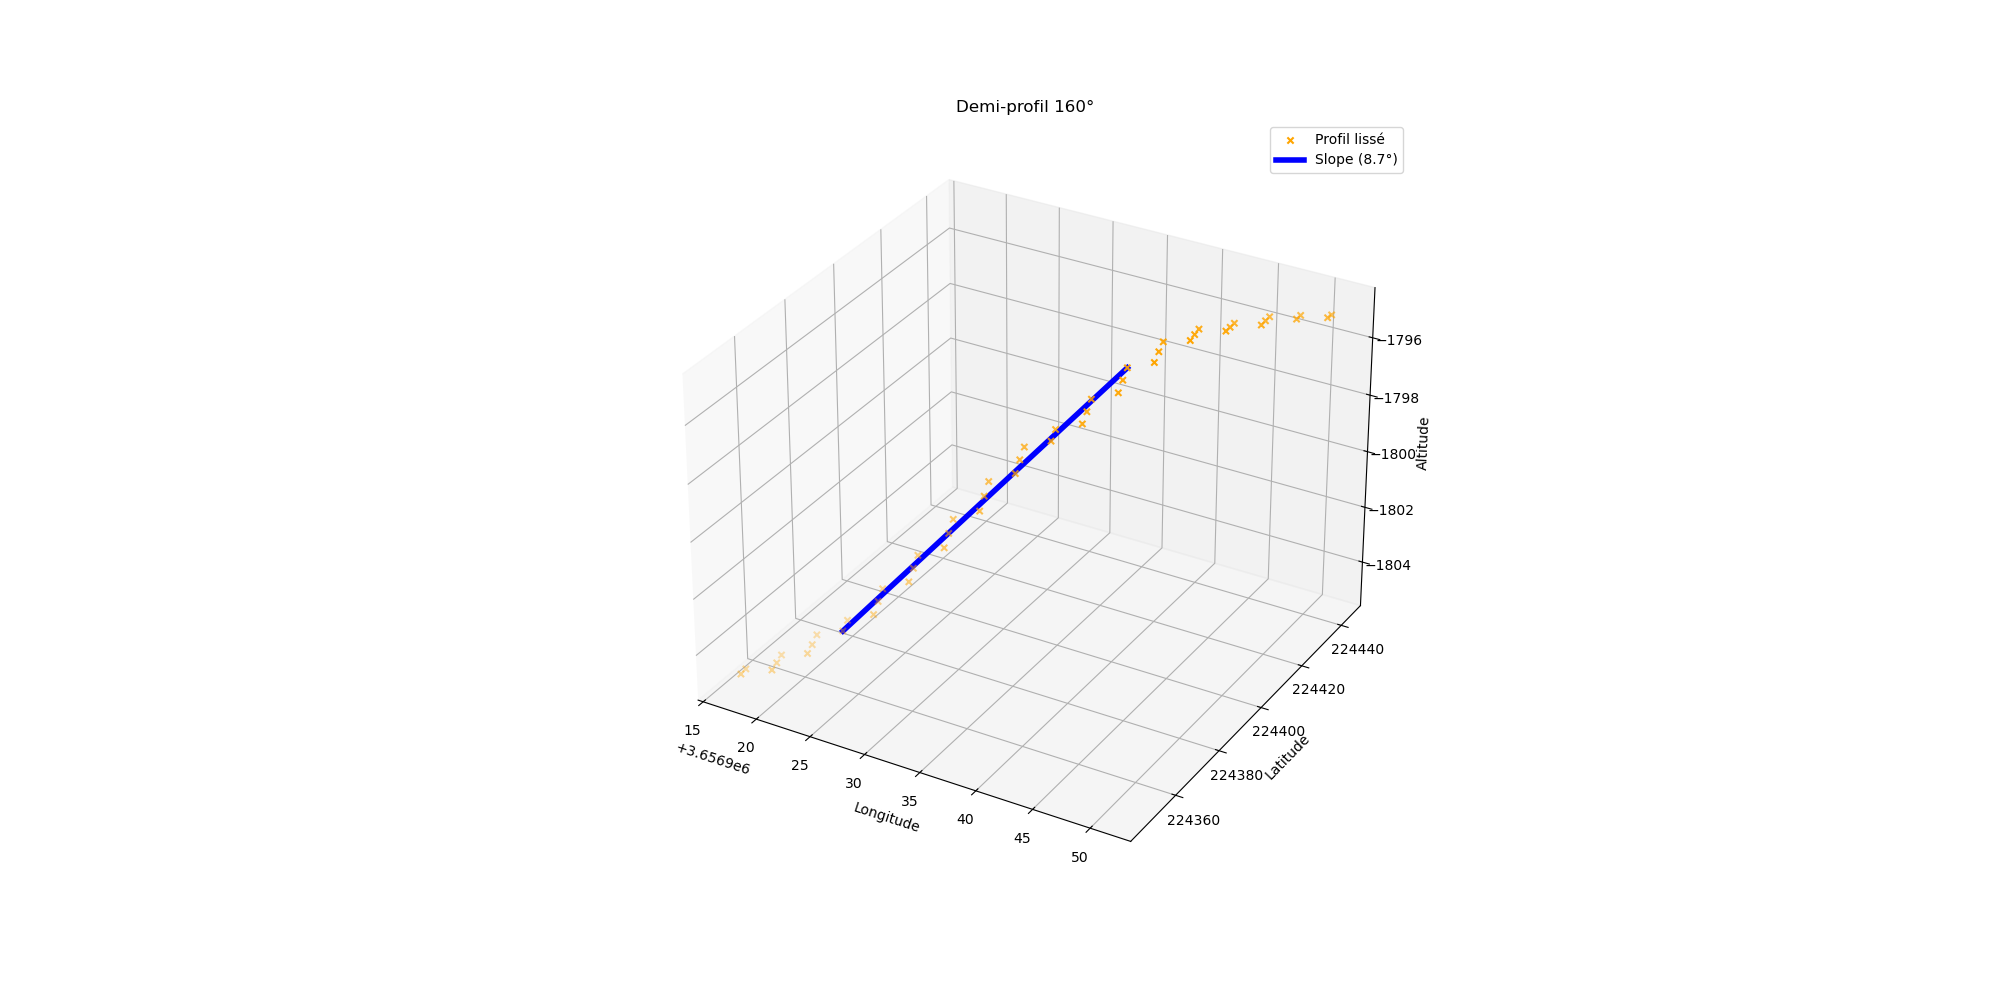 Demi-profil 160°
Profil lissé
Slope (8.7°)
−1796
−1798
−1800
−1802
−1804
Altitude
224440
224420
224400
224380
224360
Latitude
15
20
25
30
35
40
45
50
+3.6569e6
Longitude